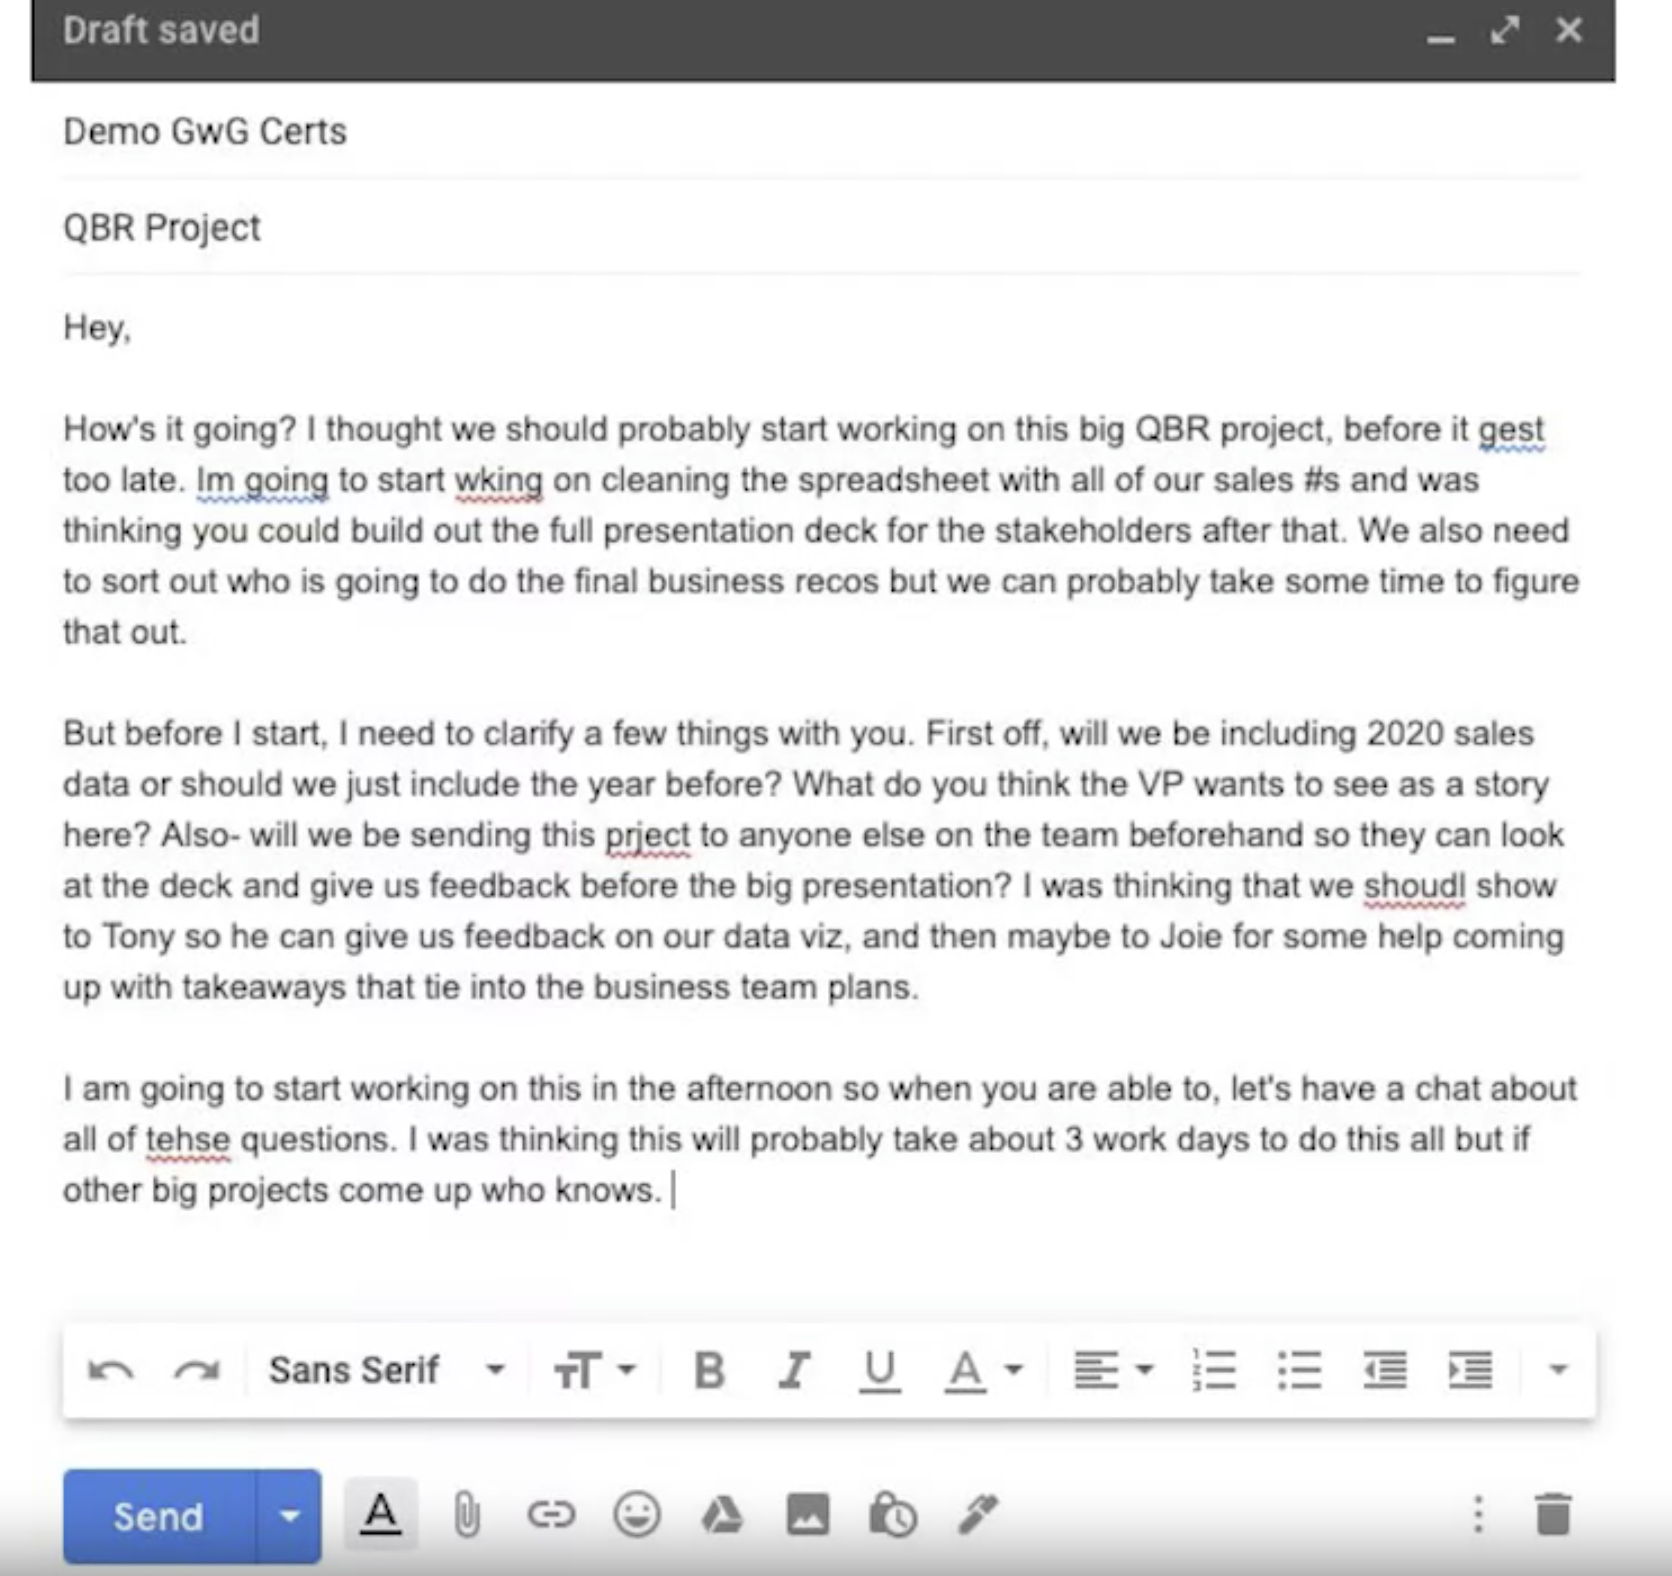 Draft saved
Demo GwG Certs
QBR Project
Hey,
How's it going? I thought we should probably start working on this big QBR project, before it gest
too late. Im going to start wking on cleaning the spreadsheet with all of our sales #s and was
thinking you could build out the full presentation deck for the stakeholders after that. We also need
to sort out who is going to do the final business recos but we can probably take some time to figure
that out.
But before I start, I need to clarify a few things with you. First off, will we be including 2020 sales
data or should we just include the year before? What do you think the VP wants to see as a story
here? Also- will we be sending this prject to anyone else on the team beforehand so they can look
at the deck and give us feedback before the big presentation? I was thinking that we shoudl show
to Tony so he can give us feedback on our data viz, and then maybe to Joie for some help coming
up with takeaways that tie into the business team plans.
I am going to start working on this in the afternoon so when you are able to, let's have a chat about
all of tehse questions. I was thinking this will probably take about 3 work days to do this all but if
other big projects come up who knows.
Sans Serif
Send